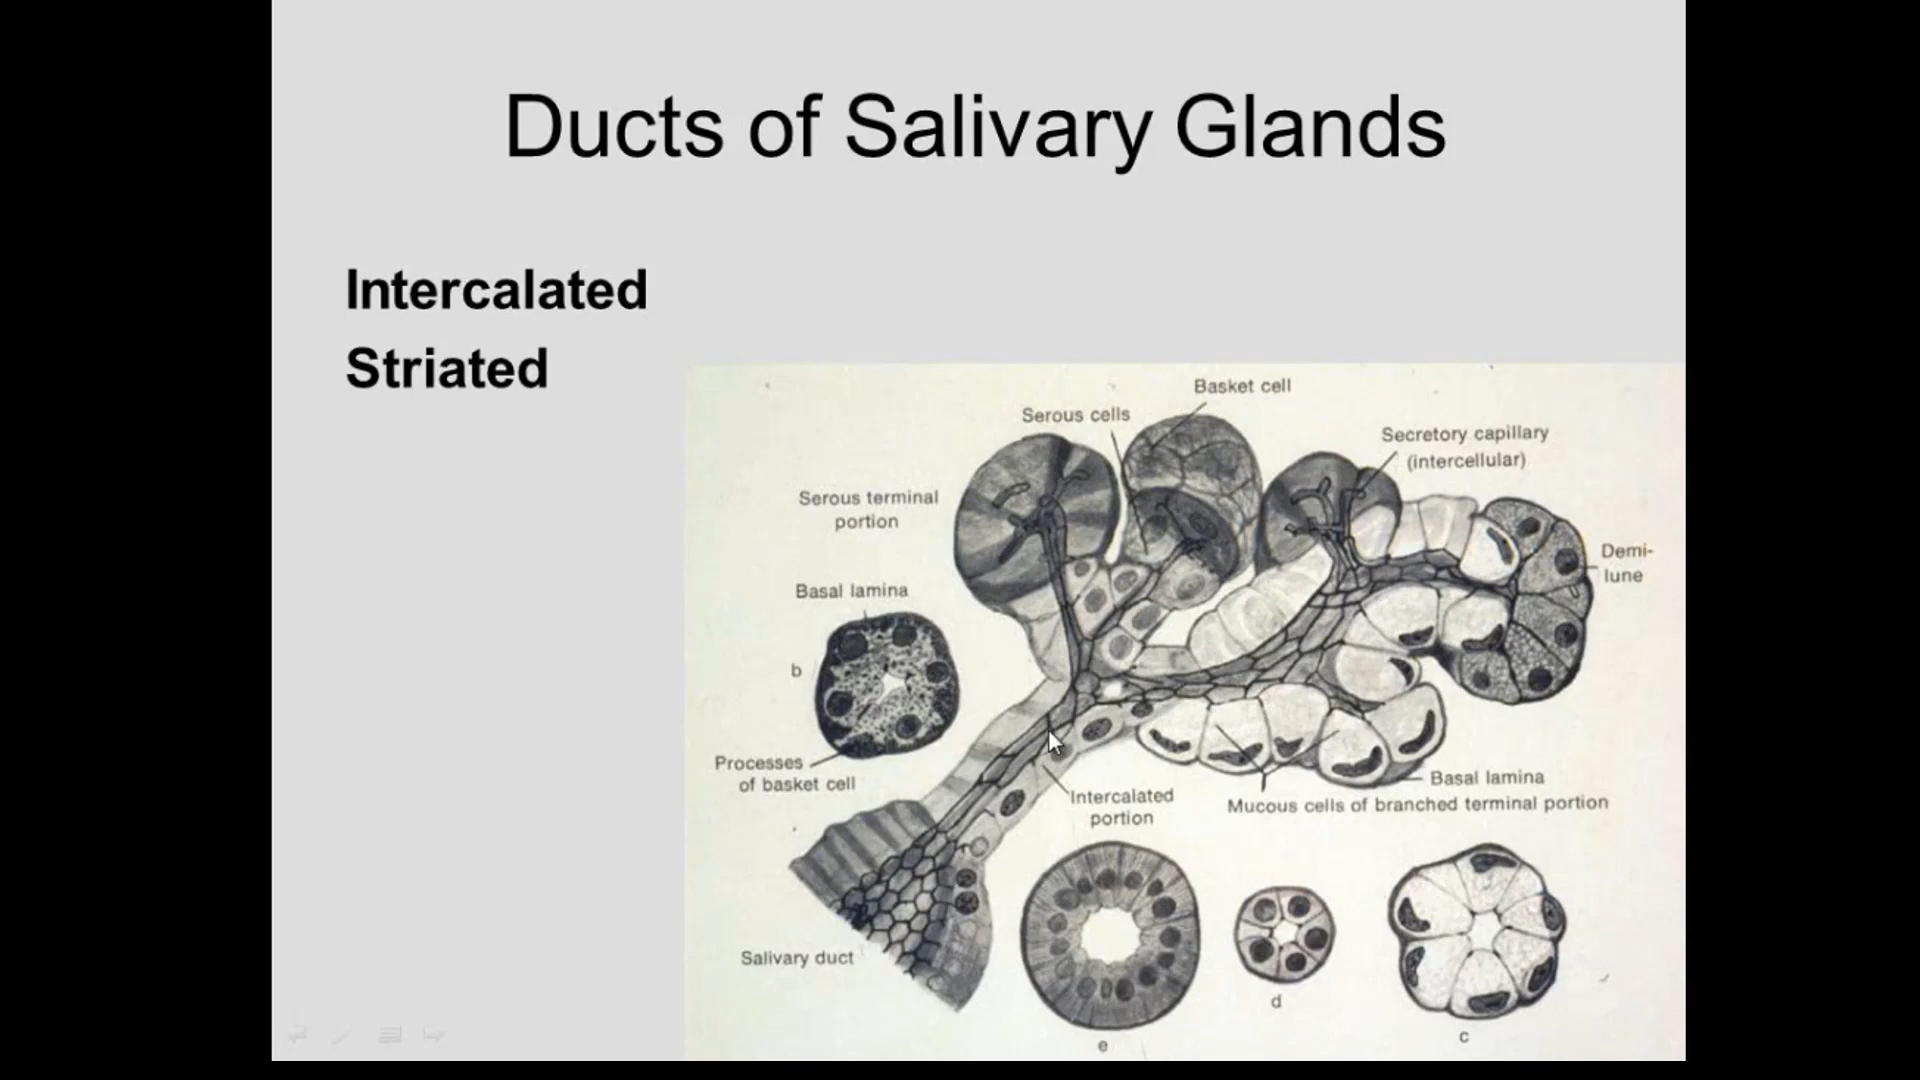 Ducts of Salivary Glands
Intercalated
Striated
Basket cell
Serous cells
Secretory capillary
(intercellular)
Serous terminal
portion
Demi-
lune
Basal lamina
b
Processes
of basket cell
Intercalated
portion
Basal lamina
Mucous cells of branched terminal portion
Salivary duct
d
c
e